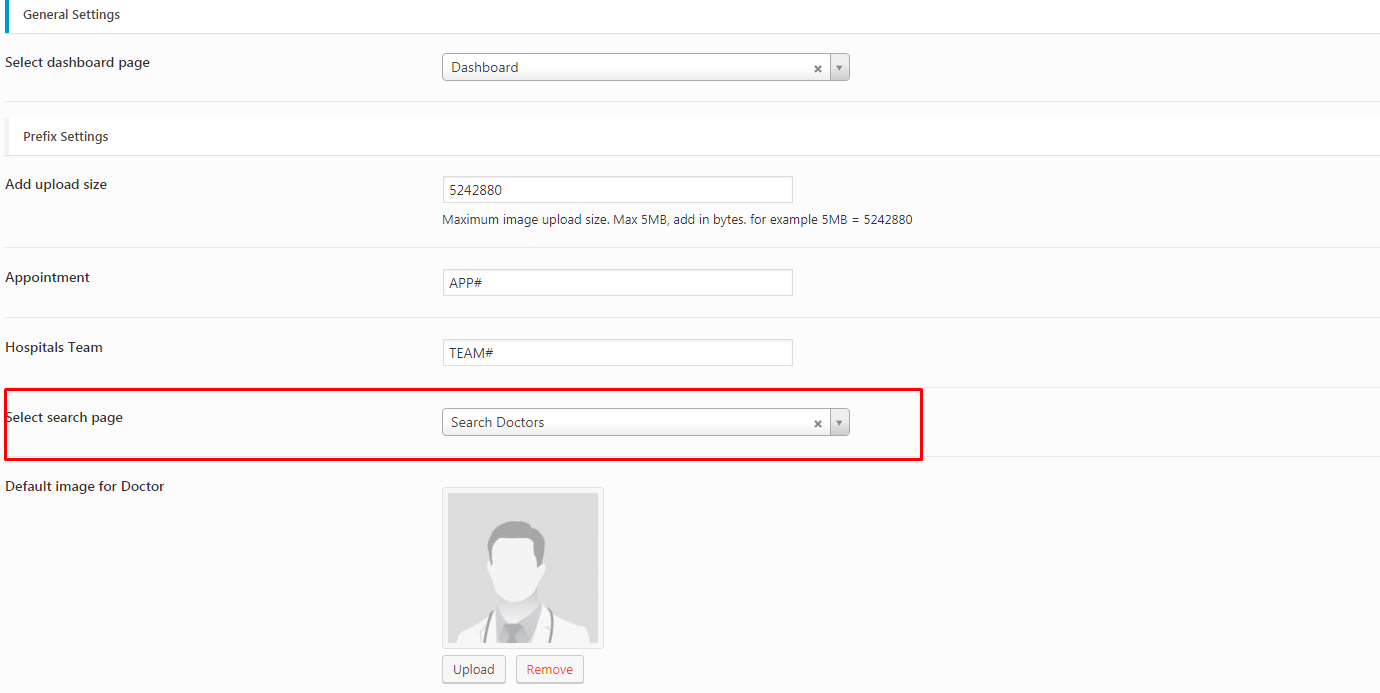 General Settings
Select dashboard page
Dashboard
Prefix Settings
Add upload size
5242880
Maximum image upload size. Max 5MB, add in bytes. for example 5MB = 5242880
Appointment
APP#
Hospitals Team
TEAM#
Select search page
Search Doctors
Default image for Doctor
Upload
Remove